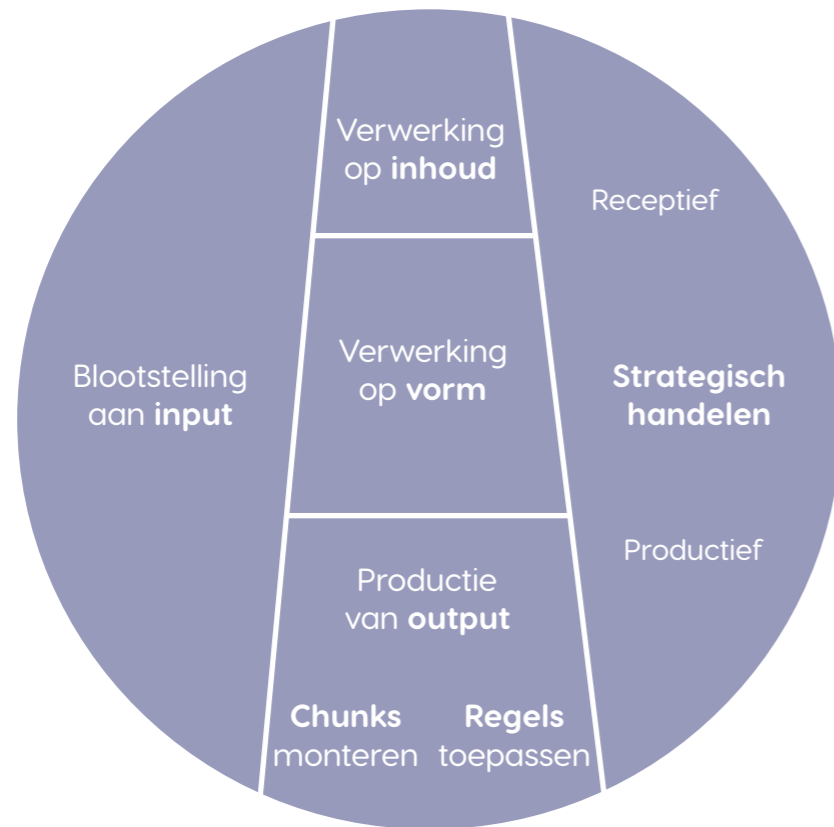 Blootstelling
aan input
Verwerking
op inhoud
Verwerking
op vorm
Productie
van output
Chunks
monteren
Regels
toepassen
Receptief
Strategisch
handelen
Productief